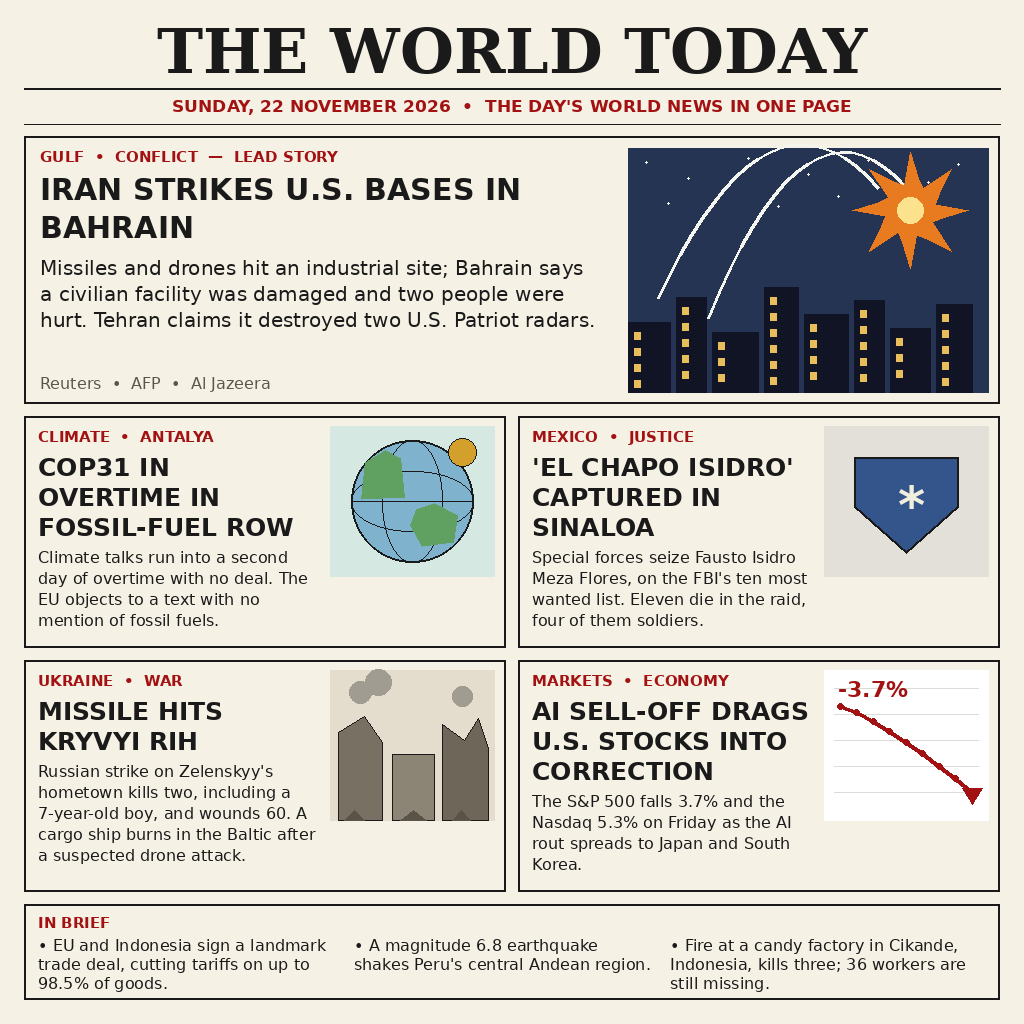 THE WORLD TODAY
SUNDAY, 22 NOVEMBER 2026 • THE DAY'S WORLD NEWS IN ONE PAGE
GULF • CONFLICT — LEAD STORY
IRAN STRIKES U.S. BASES IN
BAHRAIN
Missiles and drones hit an industrial site; Bahrain says
a civilian facility was damaged and two people were
hurt. Tehran claims it destroyed two U.S. Patriot radars.
Reuters • AFP • Al Jazeera
CLIMATE • ANTALYA
COP31 IN
OVERTIME IN
FOSSIL-FUEL ROW
Climate talks run into a second
day of overtime with no deal. The
EU objects to a text with no
mention of fossil fuels.
MEXICO • JUSTICE
'EL CHAPO ISIDRO'
CAPTURED IN
SINALOA
Special forces seize Fausto Isidro
Meza Flores, on the FBI's ten most
wanted list. Eleven die in the raid,
four of them soldiers.
*
UKRAINE • WAR
MISSILE HITS
KRYVYI RIH
Russian strike on Zelenskyy's
hometown kills two, including a
7-year-old boy, and wounds 60. A
cargo ship burns in the Baltic after
a suspected drone attack.
MARKETS • ECONOMY
AI SELL-OFF DRAGS
U.S. STOCKS INTO
CORRECTION
The S&P 500 falls 3.7% and the
Nasdaq 5.3% on Friday as the AI
rout spreads to Japan and South
Korea.
-3.7%
IN BRIEF
• EU and Indonesia sign a landmark
trade deal, cutting tariffs on up to
98.5% of goods.
• A magnitude 6.8 earthquake
shakes Peru's central Andean region.
• Fire at a candy factory in Cikande,
Indonesia, kills three; 36 workers are
still missing.